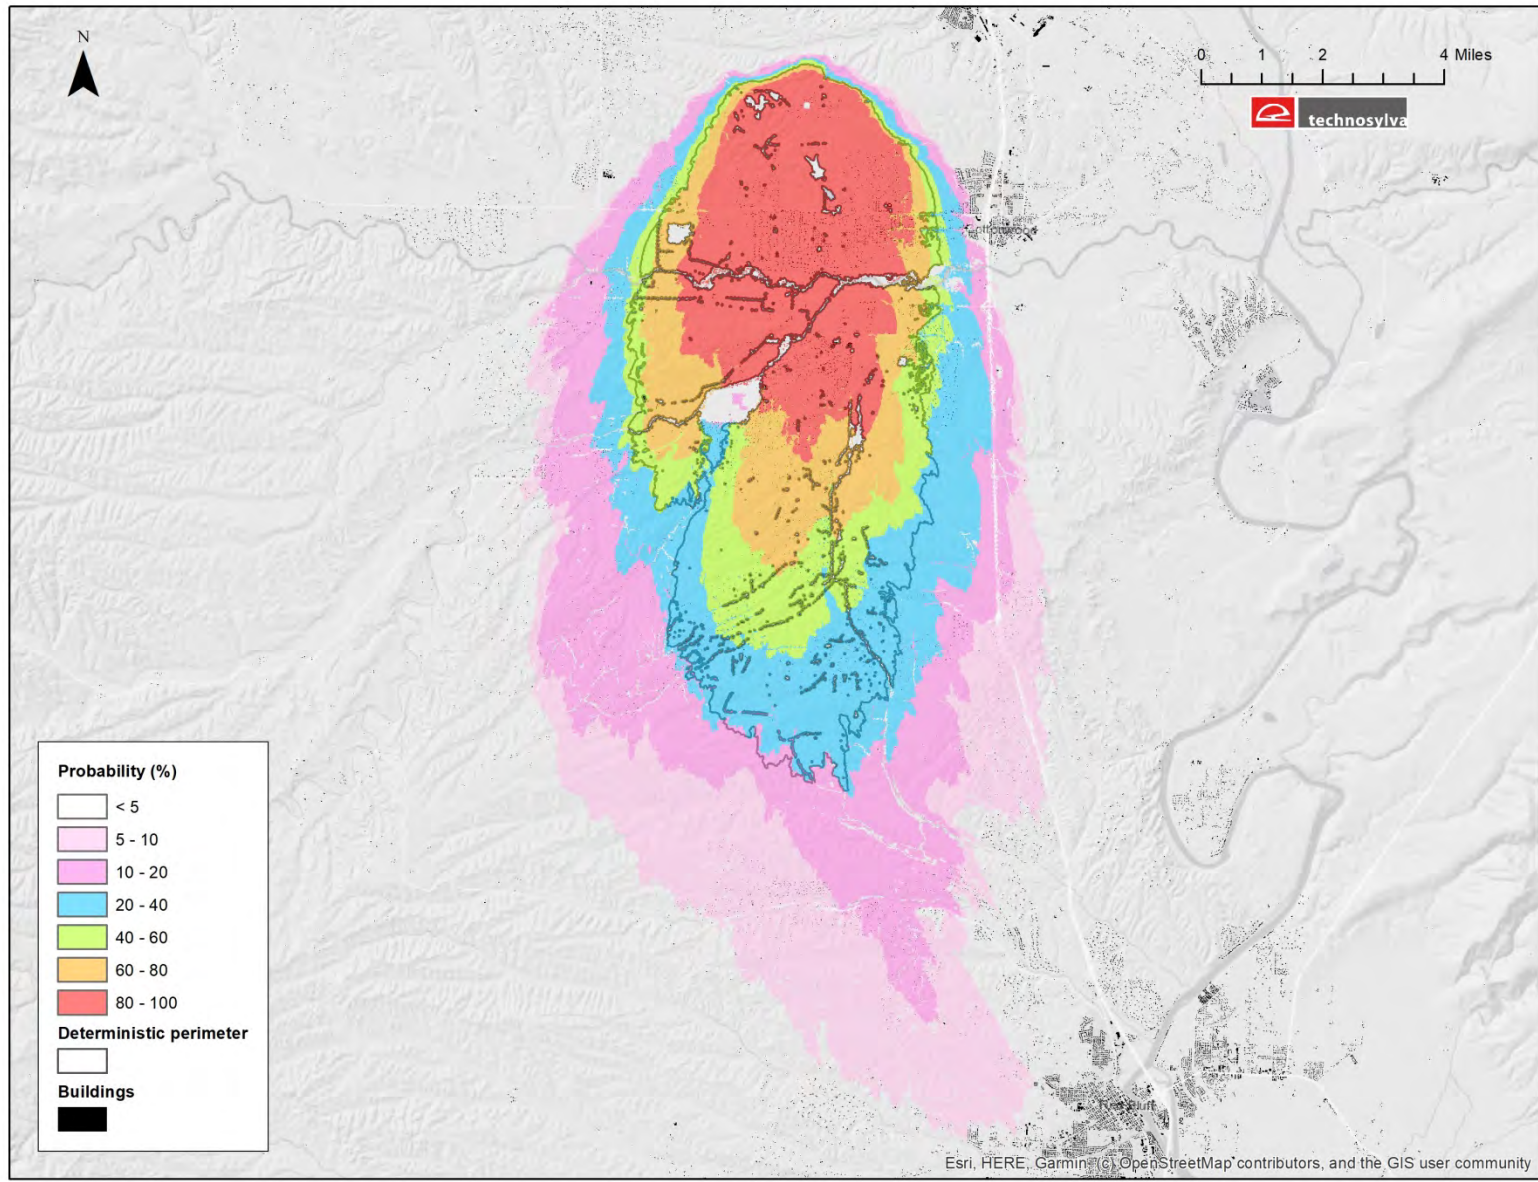 N
0 1 2 4 Miles
technosylva
Probability (%)
< 5
5 - 10
10 - 20
20 - 40
40 - 60
60 - 80
80 - 100
Deterministic perimeter
Buildings
Esri, HERE, Garmin, (c) OpenStreetMap contributors, and the GIS user community